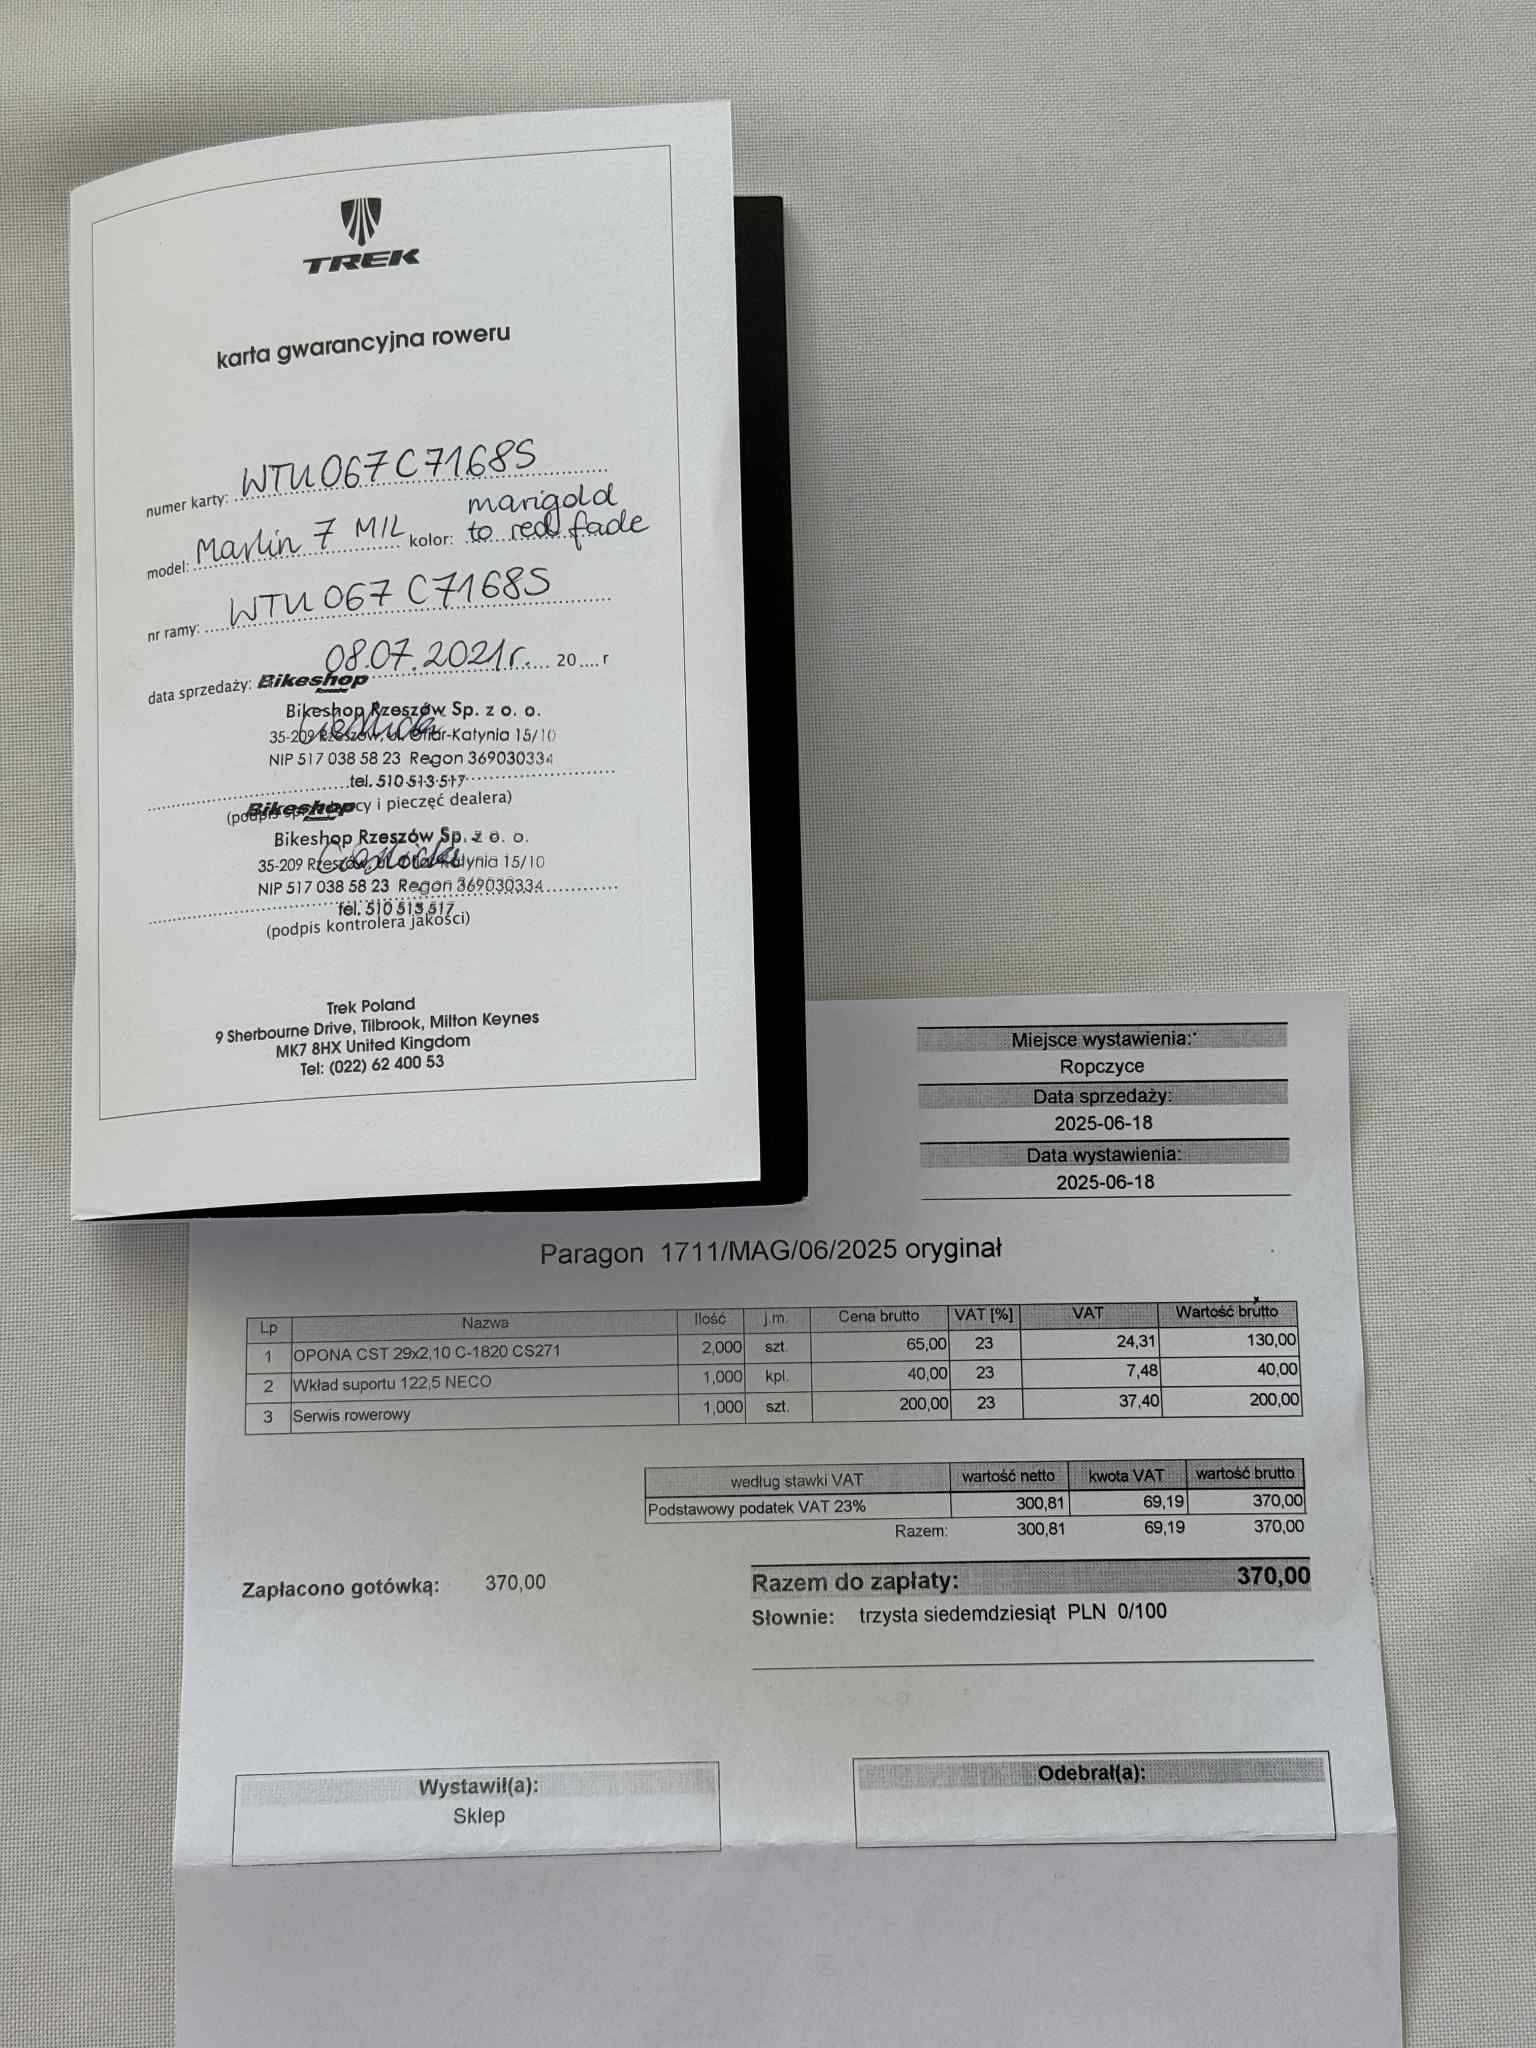 TREK
karta gwarancyjna roweru
numer karty: WTU067C7168S
model: Marlin 7 M/L kolor: marigold to red fade
nr ramy: WTU067C7168S
data sprzedaży: 08.07.2021r. 20....r
Bikeshop
Bikeshop Rzeszów Sp. z o. o.
35-209 Rzeszów, ul. Ofiar Katynia 15/10
NIP 517 038 58 23 Regon 369030334
tel. 510 513 517
(podpis sprzedawcy i pieczęć dealera)
Bikeshop
Bikeshop Rzeszów Sp. z o. o.
35-209 Rzeszów, ul. Ofiar Katynia 15/10
NIP 517 038 58 23 Regon 369030334
tel. 510 513 517
(podpis kontrolera jakości)
Trek Poland
9 Sherbourne Drive, Tilbrook, Milton Keynes
MK7 8HX United Kingdom
Tel: (022) 62 400 53
Miejsce wystawienia:
Ropczyce
Data sprzedaży:
2025-06-18
Data wystawienia:
2025-06-18
Paragon 1711/MAG/06/2025 oryginał
Lp Nazwa Ilość j.m. Cena brutto VAT [%] VAT Wartość brutto
1 OPONA CST 29x2,10 C-1820 CS271 2,000 szt. 65,00 23 24,31 130,00
2 Wkład suportu 122,5 NECO 1,000 kpl. 40,00 23 7,48 40,00
3 Serwis rowerowy 1,000 szt. 200,00 23 37,40 200,00
według stawki VAT wartość netto kwota VAT wartość brutto
Podstawowy podatek VAT 23% 300,81 69,19 370,00
Razem: 300,81 69,19 370,00
Zapłacono gotówką: 370,00 Razem do zapłaty: 370,00
Słownie: trzysta siedemdziesiąt PLN 0/100
Wystawił(a): Odebrał(a):
Sklep